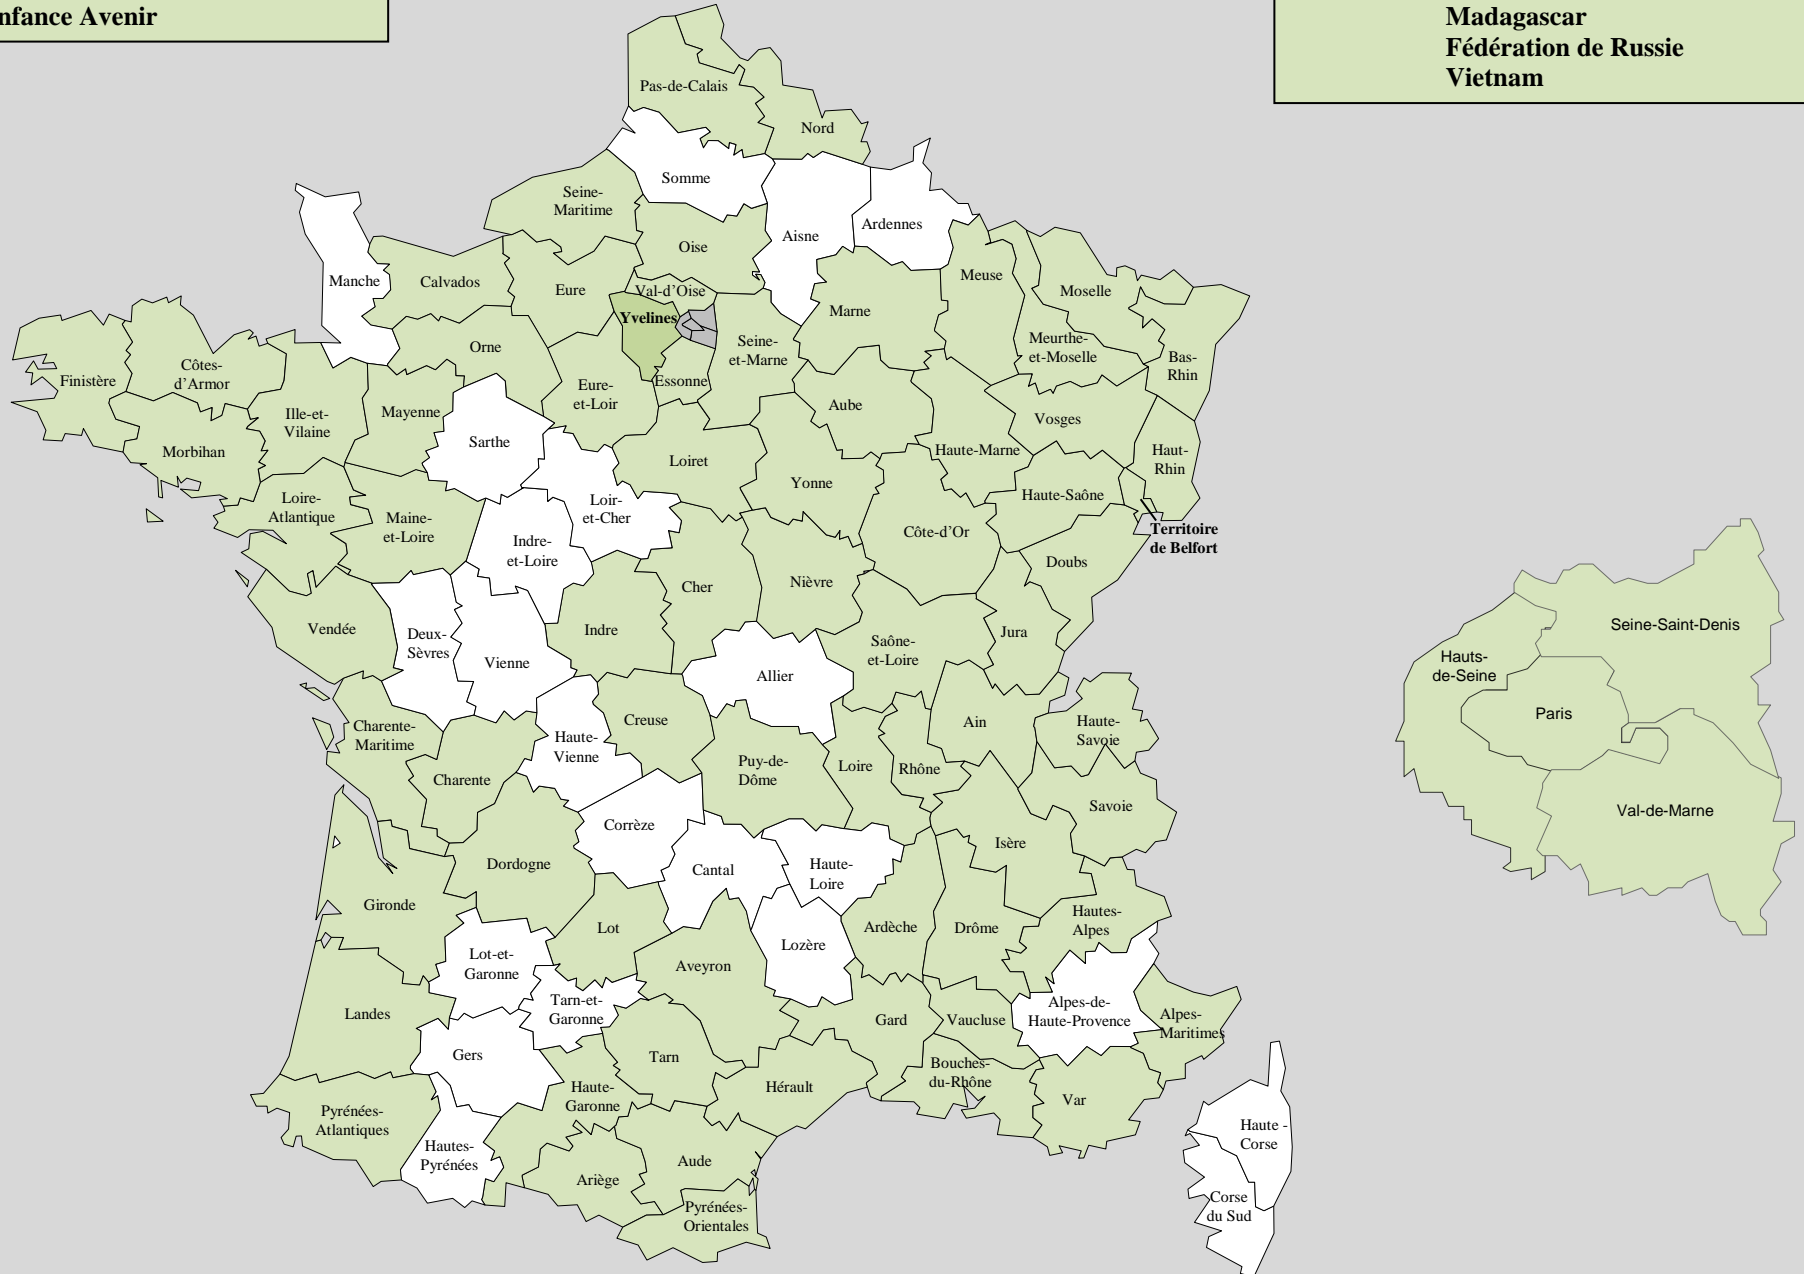 nfance Avenir
Madagascar
Fédération de Russie
Vietnam
Pas-de-Calais
Nord
Somme
Seine-
Maritime
Oise
Aisne
Ardennes
Manche
Calvados
Eure
Val-d'Oise
Yvelines
Seine-
et-Marne
Essonne
Marne
Meuse
Moselle
Meurthe-
et-Moselle
Bas-
Rhin
Finistère
Côtes-
d'Armor
Morbihan
Ille-et-
Vilaine
Mayenne
Orne
Sarthe
Eure-
et-Loir
Loiret
Aube
Yonne
Haute-Marne
Vosges
Haut-
Rhin
Haute-Saône
Territoire
de Belfort
Loire-
Atlantique
Maine-
et-Loire
Indre-
et-Loire
Loir-
et-Cher
Cher
Nièvre
Côte-d'Or
Doubs
Jura
Vendée
Deux-
Sèvres
Vienne
Indre
Allier
Saône-
et-Loire
Charente-
Maritime
Charente
Haute-
Vienne
Creuse
Puy-de-
Dôme
Loire
Rhône
Ain
Haute-
Savoie
Savoie
Isère
Gironde
Dordogne
Corrèze
Cantal
Haute-
Loire
Ardèche
Drôme
Hautes-
Alpes
Lot-et-
Garonne
Lot
Aveyron
Lozère
Landes
Gers
Tarn-et-
Garonne
Tarn
Gard
Vaucluse
Alpes-de-
Haute-Provence
Alpes-
Maritimes
Pyrénées-
Atlantiques
Hautes-
Pyrénées
Haute-
Garonne
Ariège
Aude
Pyrénées-
Orientales
Hérault
Bouches-
du-Rhône
Var
Haute -
Corse
Corse
du Sud
Seine-Saint-Denis
Hauts-
de-Seine
Paris
Val-de-Marne